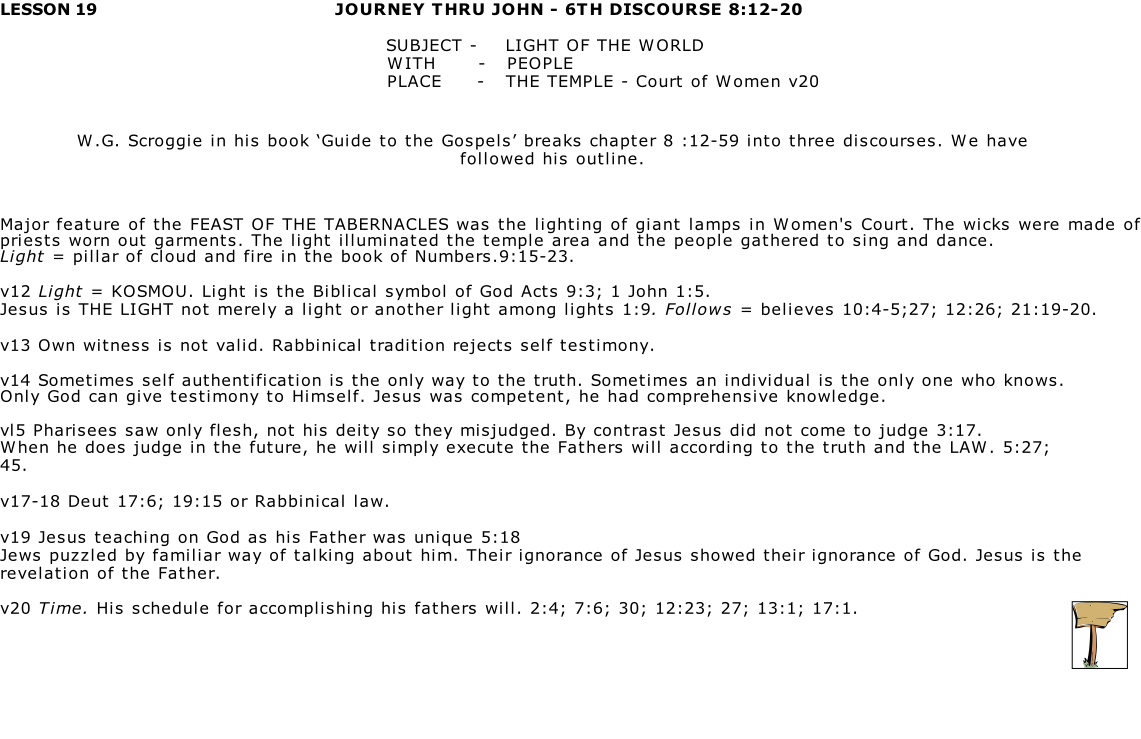 LESSON 19 JOURNEY THRU JOHN - 6TH DISCOURSE 8:12-20
SUBJECT - LIGHT OF THE WORLD
WITH - PEOPLE
PLACE - THE TEMPLE - Court of Women v20
W.G. Scroggie in his book ‘Guide to the Gospels’ breaks chapter 8 :12-59 into three discourses. We have
followed his outline.
Major feature of the FEAST OF THE TABERNACLES was the lighting of giant lamps in Women's Court. The wicks were made of
priests worn out garments. The light illuminated the temple area and the people gathered to sing and dance.
Light = pillar of cloud and fire in the book of Numbers.9:15-23.
v12 Light = KOSMOU. Light is the Biblical symbol of God Acts 9:3; 1 John 1:5.
Jesus is THE LIGHT not merely a light or another light among lights 1:9. Follows = believes 10:4-5;27; 12:26; 21:19-20.
v13 Own witness is not valid. Rabbinical tradition rejects self testimony.
v14 Sometimes self authentification is the only way to the truth. Sometimes an individual is the only one who knows.
Only God can give testimony to Himself. Jesus was competent, he had comprehensive knowledge.
vl5 Pharisees saw only flesh, not his deity so they misjudged. By contrast Jesus did not come to judge 3:17.
When he does judge in the future, he will simply execute the Fathers will according to the truth and the LAW. 5:27;
45.
v17-18 Deut 17:6; 19:15 or Rabbinical law.
v19 Jesus teaching on God as his Father was unique 5:18
Jews puzzled by familiar way of talking about him. Their ignorance of Jesus showed their ignorance of God. Jesus is the
revelation of the Father.
v20 Time. His schedule for accomplishing his fathers will. 2:4; 7:6; 30; 12:23; 27; 13:1; 17:1.